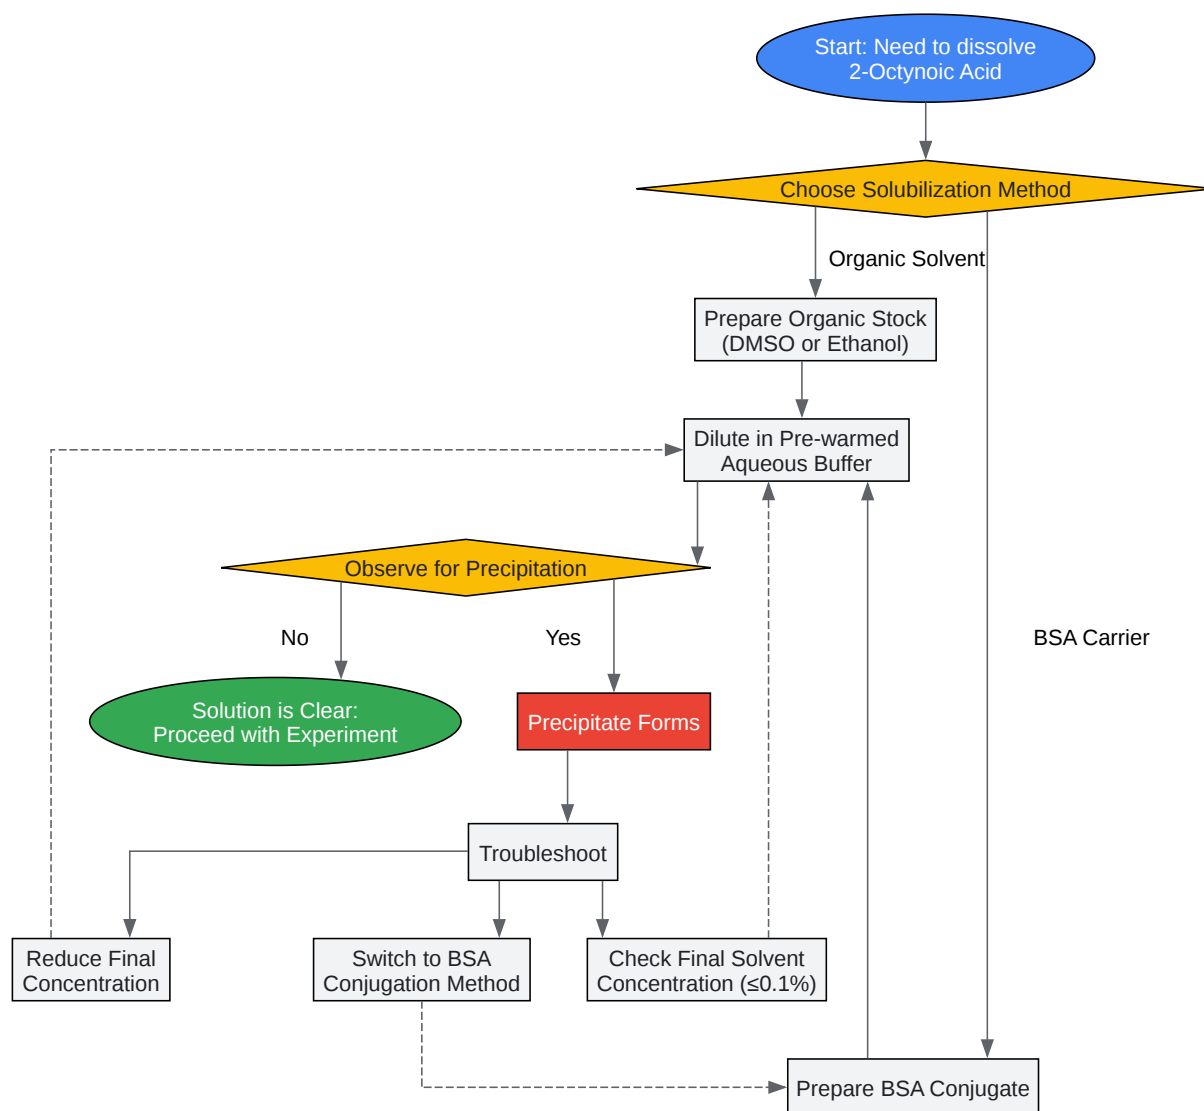 Start: Need to dissolve
2-Octynoic Acid
Choose Solubilization Method
Organic Solvent
Prepare Organic Stock
(DMSO or Ethanol)
Dilute in Pre-warmed
Aqueous Buffer
Observe for Precipitation
No
Yes
BSA Carrier
Solution is Clear:
Proceed with Experiment
Precipitate Forms
Troubleshoot
Reduce Final
Concentration
Switch to BSA
Conjugation Method
Check Final Solvent
Concentration (≤0.1%)
Prepare BSA Conjugate